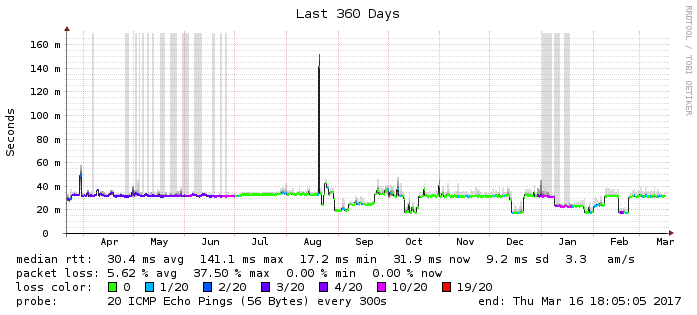 Last 360 Days
RRDTOOL / TOBI OETIKER
Seconds
160 m
140 m
120 m
100 m
80 m
60 m
40 m
20 m
0
Apr May Jun Jul Aug Sep Oct Nov Dec Jan Feb Mar
median rtt: 30.4 ms avg 141.1 ms max 17.2 ms min 31.9 ms now 9.2 ms sd 3.3 am/s
packet loss: 5.62 % avg 37.50 % max 0.00 % min 0.00 % now
loss color: 0 1/20 2/20 3/20 4/20 10/20 19/20
probe: 20 ICMP Echo Pings (56 Bytes) every 300s end: Thu Mar 16 18:05:05 2017